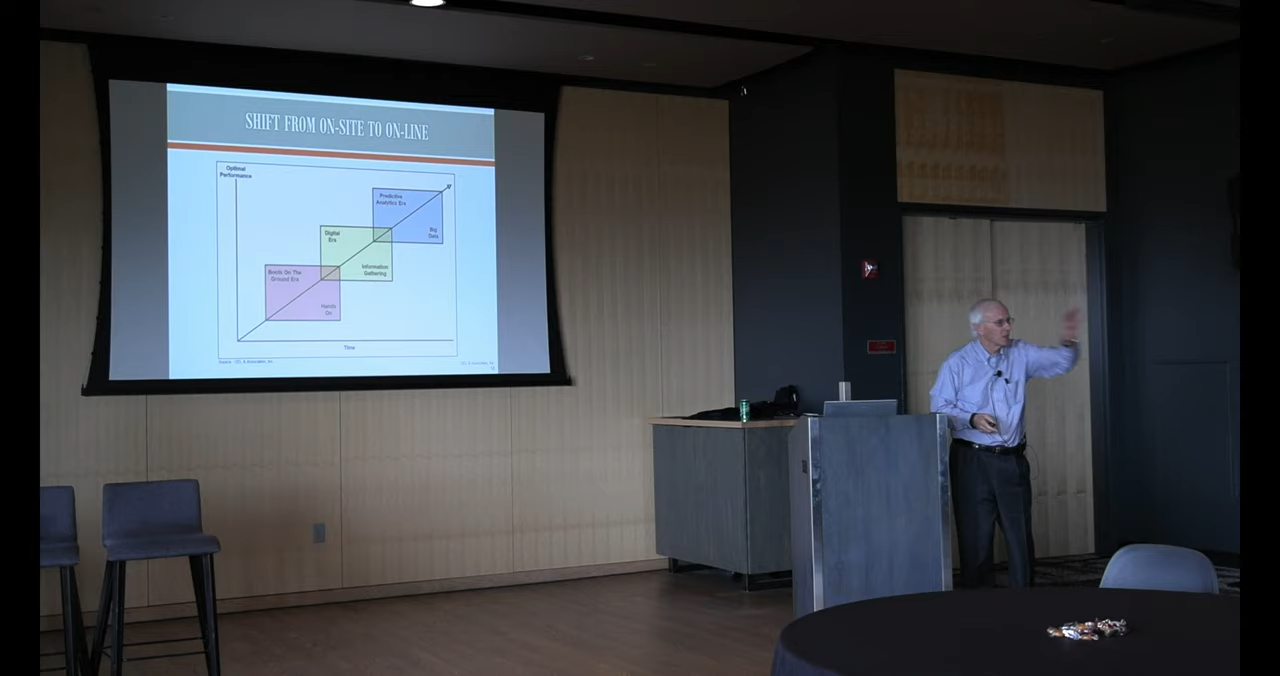 SHIFT FROM ON-SITE TO ON-LINE
Optimal
Performance
Predictive
Analytics Era
Big
Data
Digital
Era
Information
Gathering
Boots On The
Ground Era
Hands
On
Time